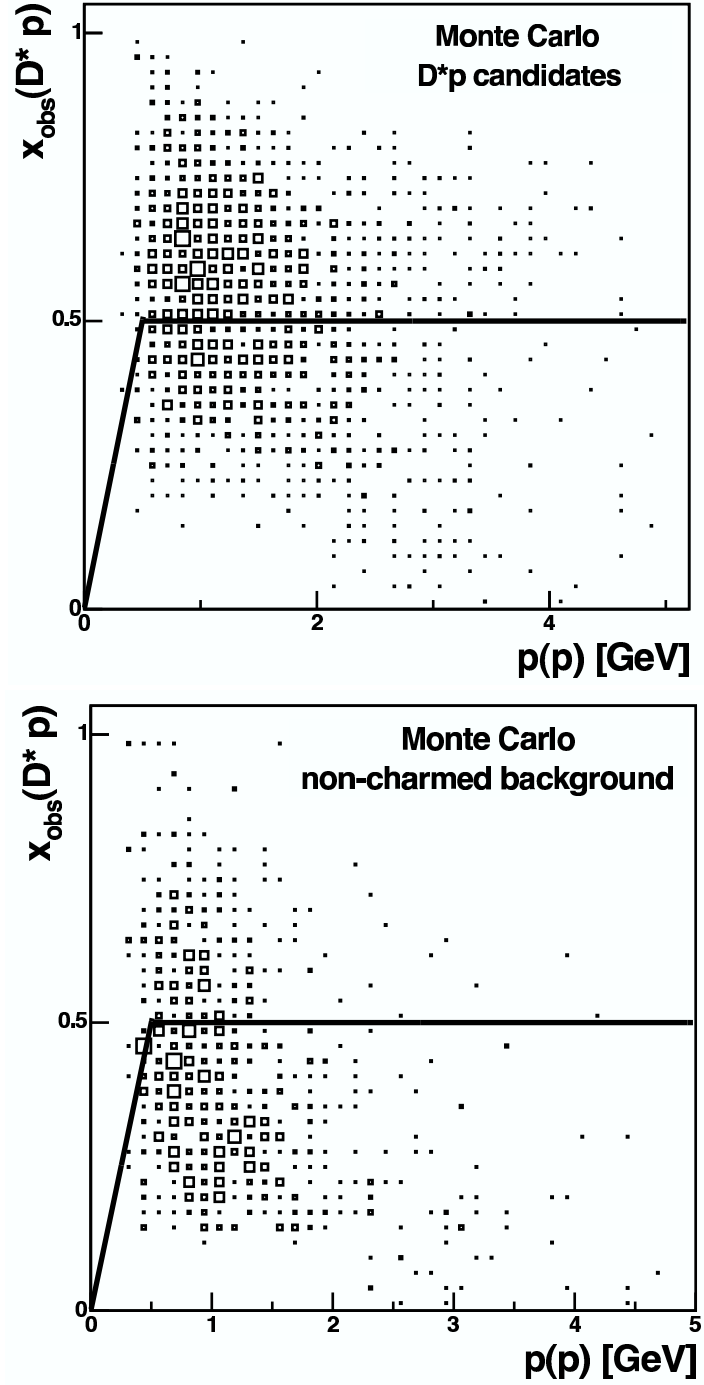 Monte Carlo
D*p candidates
x_obs(D* p)
1
0.5
0
0 2 4
p(p) [GeV]
Monte Carlo
non-charmed background
x_obs(D* p)
1
0.5
0
0 1 2 3 4 5
p(p) [GeV]